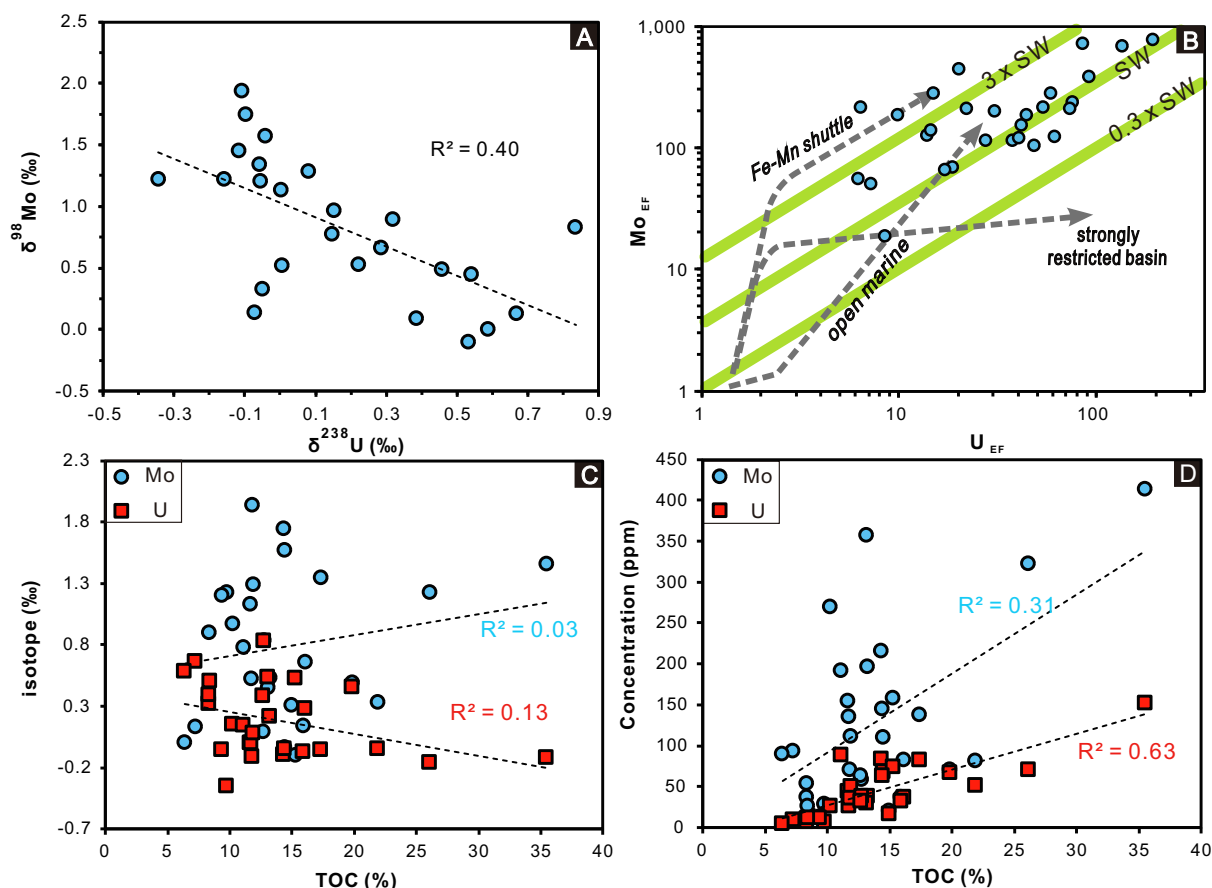 A
2.5
2.0
1.5
1.0
0.5
0.0
-0.5
δ98Mo (‰)
R² = 0.40
-0.5 -0.3 -0.1 0.1 0.3 0.5 0.7 0.9
δ238U (‰)
B
1,000
100
10
1
Mo EF
3 x SW
SW
0.3 x SW
Fe-Mn shuttle
open marine
strongly
restricted basin
1 10 100
U EF
C
Mo
U
2.3
1.8
1.3
0.8
0.3
-0.2
-0.7
isotope (‰)
R² = 0.03
R² = 0.13
0 5 10 15 20 25 30 35 40
TOC (%)
D
Mo
U
450
400
350
300
250
200
150
100
50
0
Concentration (ppm)
R² = 0.31
R² = 0.63
0 5 10 15 20 25 30 35 40
TOC (%)